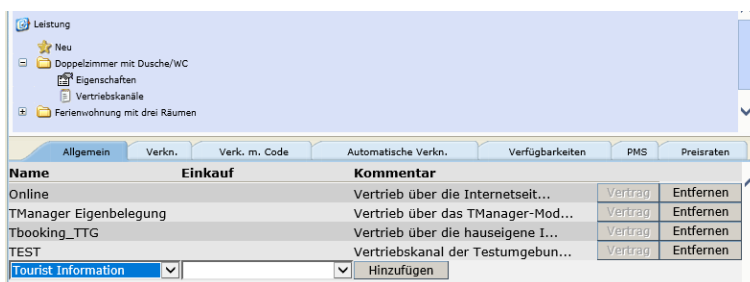 Leistung
Neu
Doppelzimmer mit Dusche/WC
Eigenschaften
Vertriebskanäle
Ferienwohnung mit drei Räumen
Allgemein Verkn. Verk. m. Code Automatische Verkn. Verfügbarkeiten PMS Preisraten
Name Einkauf Kommentar
Online Vertrieb über die Internetseit... Vertrag Entfernen
TManager Eigenbelegung Vertrieb über das TManager-Mod... Vertrag Entfernen
Tbooking_TTG Vertrieb über die hauseigene I... Vertrag Entfernen
TEST Vertriebskanal der Testumgebun... Vertrag Entfernen
Tourist Information Hinzufügen